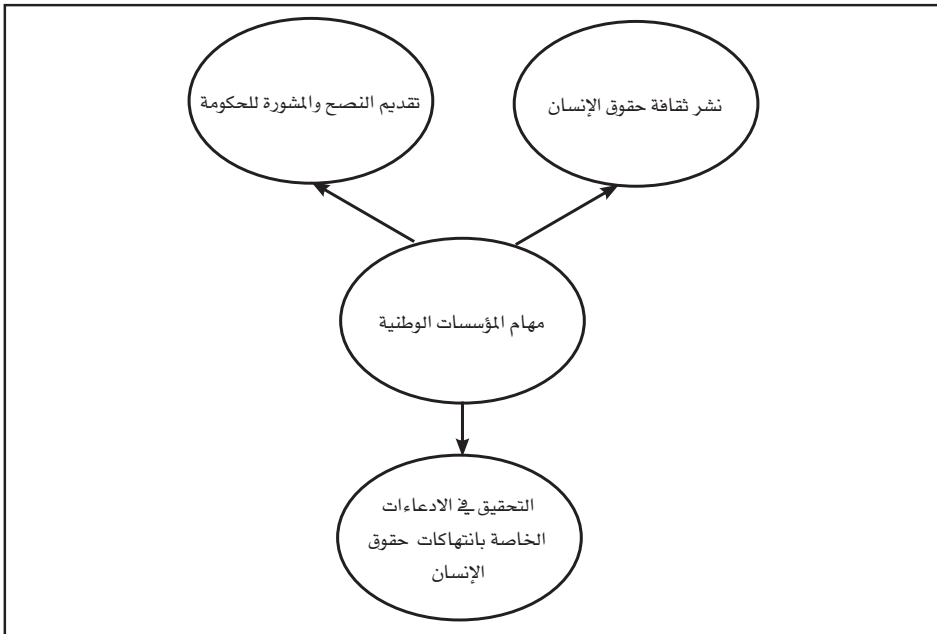 نشر ثقافة حقوق الإنسان
تقديم النصح والمشورة للحكومة
مهام المؤسسات الوطنية
التحقيق في الادعاءات
الخاصة بانتهاكات حقوق
الإنسان